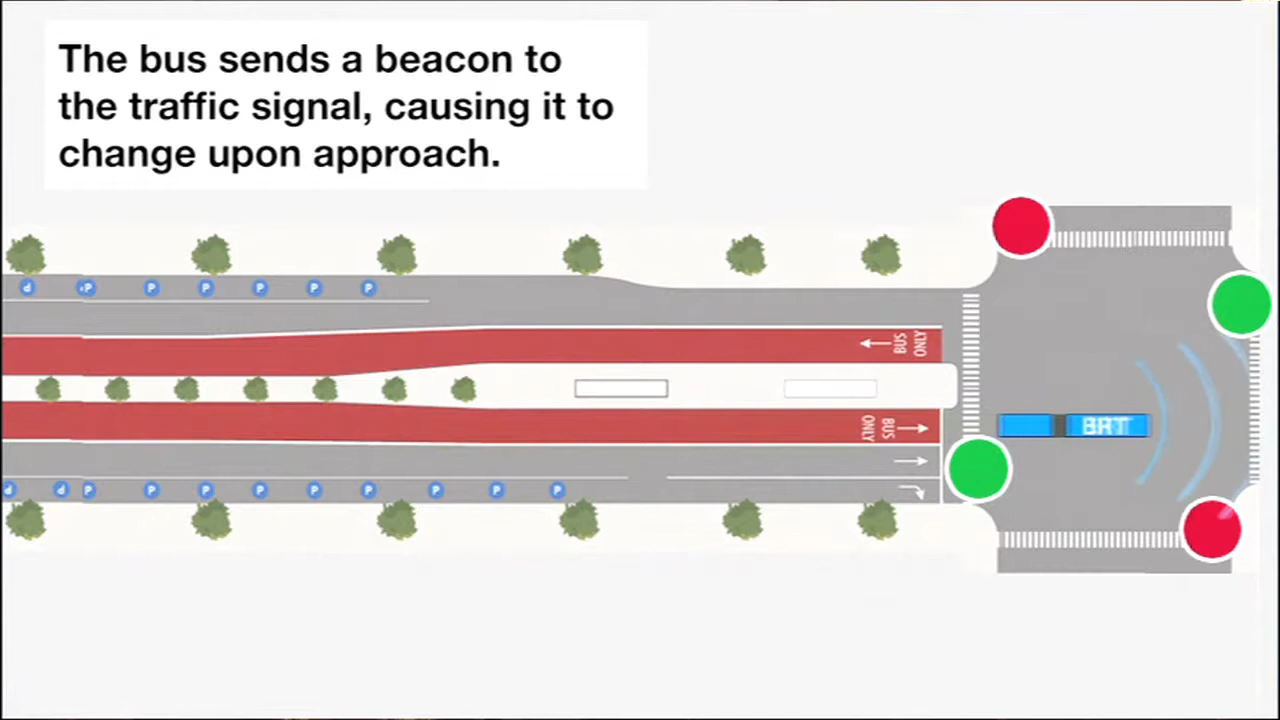 The bus sends a beacon to
the traffic signal, causing it to
change upon approach.
P P P P P P P
BUS
ONLY
BUS
ONLY
BRT
P P P P P P P P P P